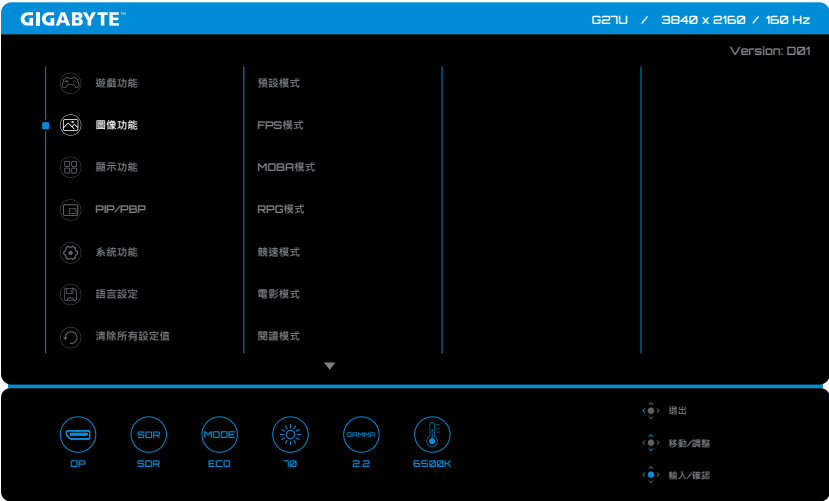 GIGABYTE™
G27U / 3840 x 2160 / 160 Hz
Version: D01
遊戲功能
預設模式
圖像功能
FPS模式
顯示功能
MOBA模式
PIP/PBP
RPG模式
系統功能
競速模式
語言設定
電影模式
清除所有設定值
閱讀模式
退出
移動/調整
輸入/確認
SDR
MODE
GAMMA
DP
SDR
ECO
70
2.2
6500K